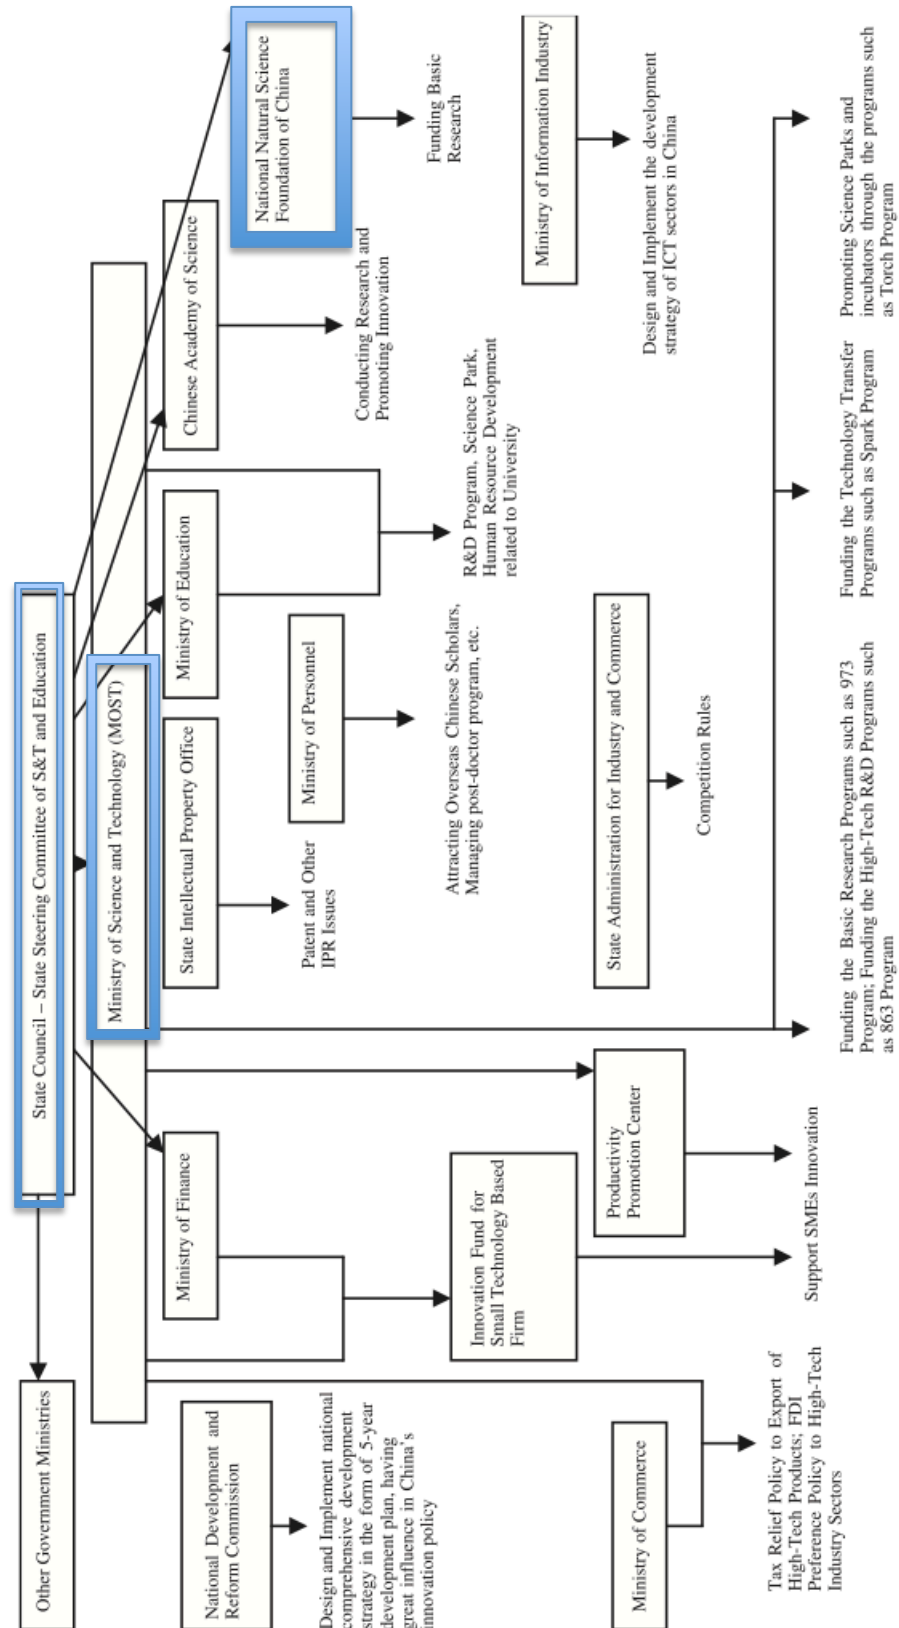 State Council – State Steering Committee of S&T and Education
Other Government Ministries
Ministry of Science and Technology (MOST)
National Development and
Reform Commission
Design and Implement national
comprehensive development
strategy in the form of 5-year
development plan, having
great influence in China's
innovation policy
Ministry of Finance
State Intellectual Property Office
Patent and Other
IPR Issues
Ministry of Education
Chinese Academy of Science
Conducting Research and
Promoting Innovation
National Natural Science
Foundation of China
Funding Basic
Research
Ministry of Personnel
Attracting Overseas Chinese Scholars,
Managing post-doctor program, etc.
R&D Program, Science Park,
Human Resource Development
related to University
Innovation Fund for
Small Technology Based
Firm
Ministry of Information Industry
Design and Implement the development
strategy of ICT sectors in China
Ministry of Commerce
Tax Relief Policy to Export of
High-Tech Products; FDI
Preference Policy to High-Tech
Industry Sectors
Productivity
Promotion Center
Support SMEs Innovation
State Administration for Industry and Commerce
Competition Rules
Funding the Basic Research Programs such as 973
Program; Funding the High-Tech R&D Programs such
as 863 Program
Funding the Technology Transfer
Programs such as Spark Program
Promoting Science Parks and
incubators through the programs such
as Torch Program